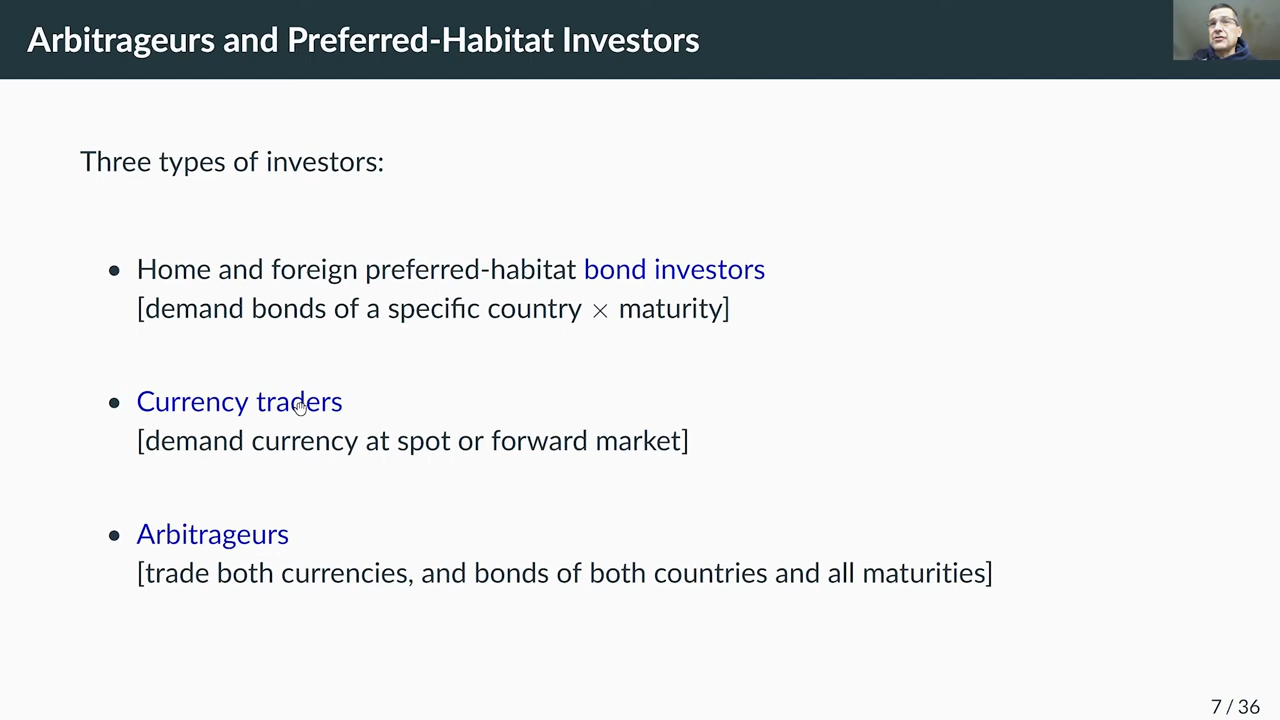 Arbitrageurs and Preferred-Habitat Investors
Three types of investors:
• Home and foreign preferred-habitat bond investors
[demand bonds of a specific country × maturity]
• Currency traders
[demand currency at spot or forward market]
• Arbitrageurs
[trade both currencies, and bonds of both countries and all maturities]
7 / 36